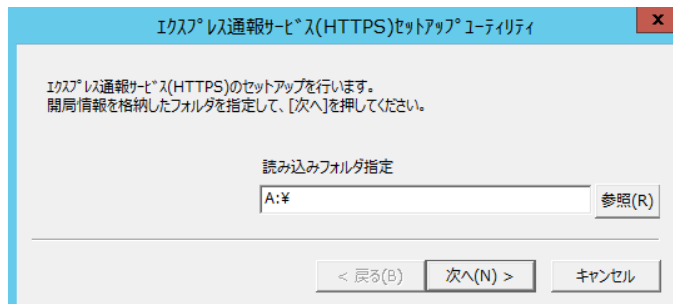 ｴｸｽﾌﾟﾚｽ通報ｻｰﾋﾞｽ(HTTPS)ｾｯﾄｱｯﾌﾟﾕｰﾃｨﾘﾃｨ
x
ｴｸｽﾌﾟﾚｽ通報ｻｰﾋﾞｽ(HTTPS)のセットアップを行います。
開局情報を格納したフォルダを指定して、[次へ]を押してください。
読み込みフォルダ指定
A:¥
参照(R)
< 戻る(B)
次へ(N) >
キャンセル